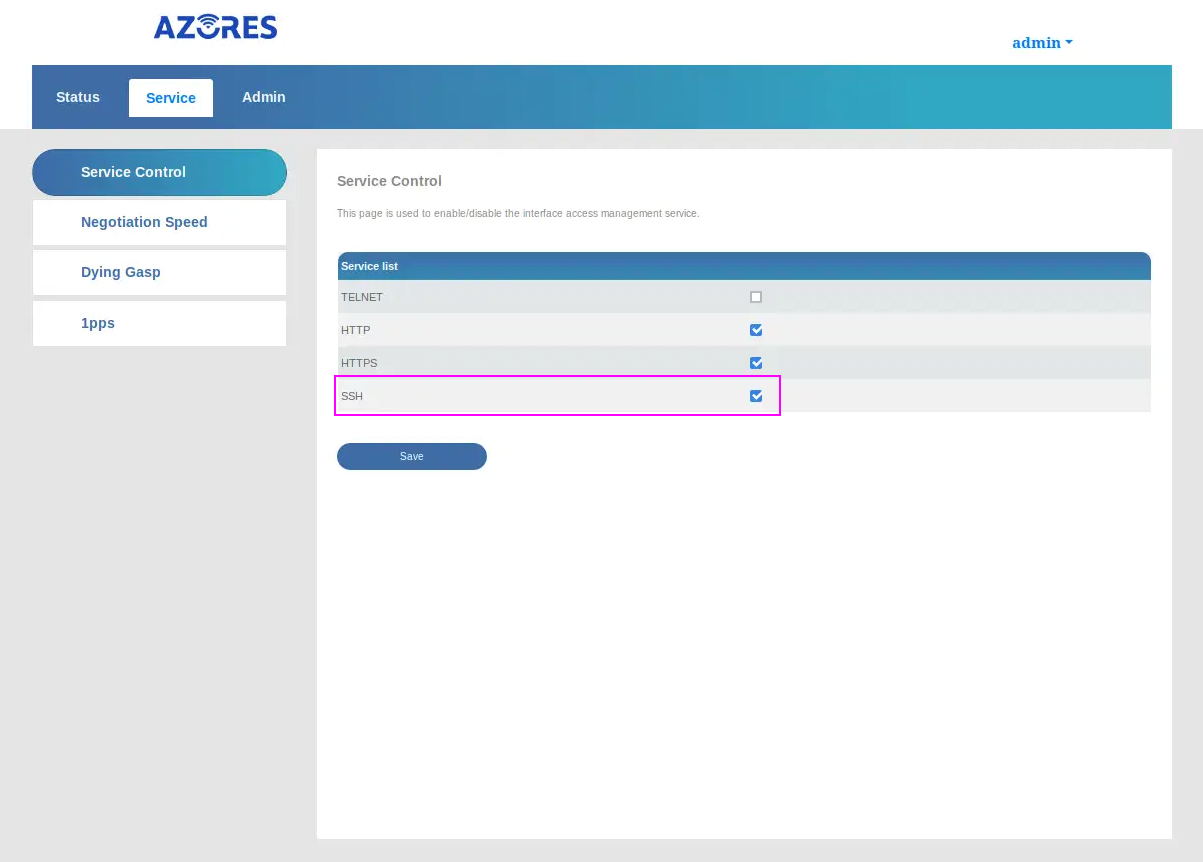 AZORES
admin
Status
Service
Admin
Service Control
Negotiation Speed
Dying Gasp
1pps
Service Control
This page is used to enable/disable the interface access management service.
Service list
TELNET
HTTP
HTTPS
SSH
Save